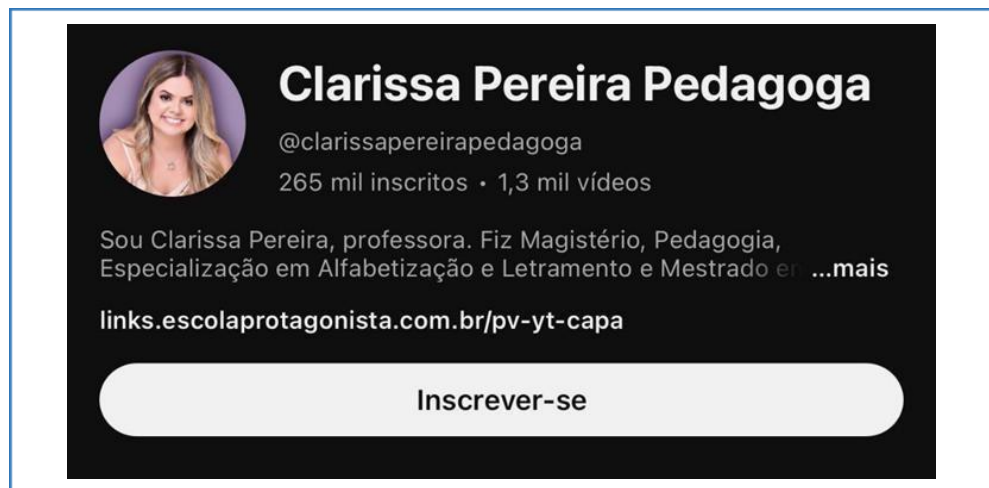 Clarissa Pereira Pedagoga
@clarissapereirapedagoga
265 mil inscritos • 1,3 mil vídeos
Sou Clarissa Pereira, professora. Fiz Magistério, Pedagogia,
Especialização em Alfabetização e Letramento e Mestrado en ...mais
links.escolaprotagonista.com.br/pv-yt-capa
Inscrever-se